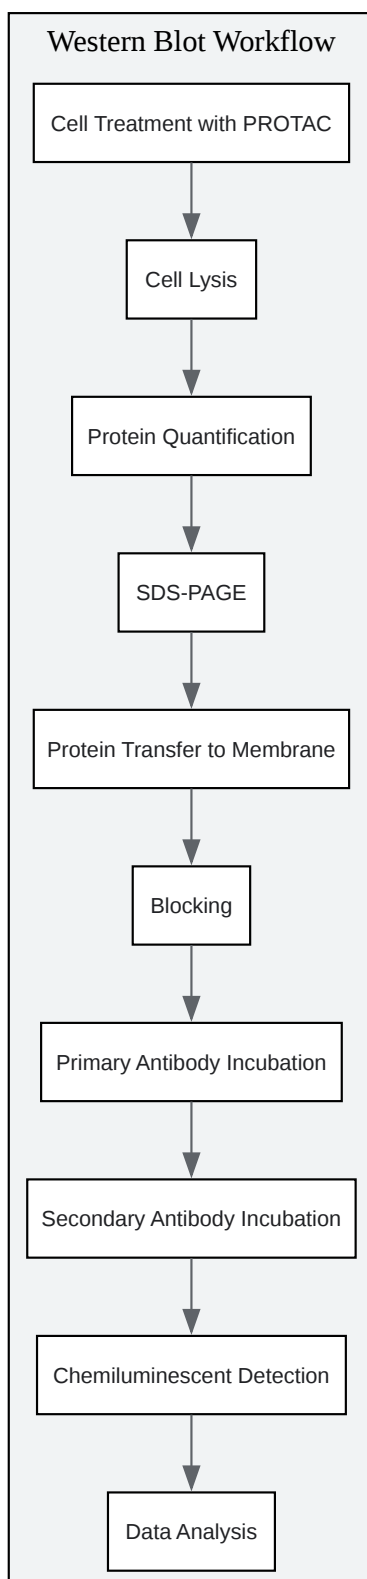 Western Blot Workflow
Cell Treatment with PROTAC
Cell Lysis
Protein Quantification
SDS-PAGE
Protein Transfer to Membrane
Blocking
Primary Antibody Incubation
Secondary Antibody Incubation
Chemiluminescent Detection
Data Analysis